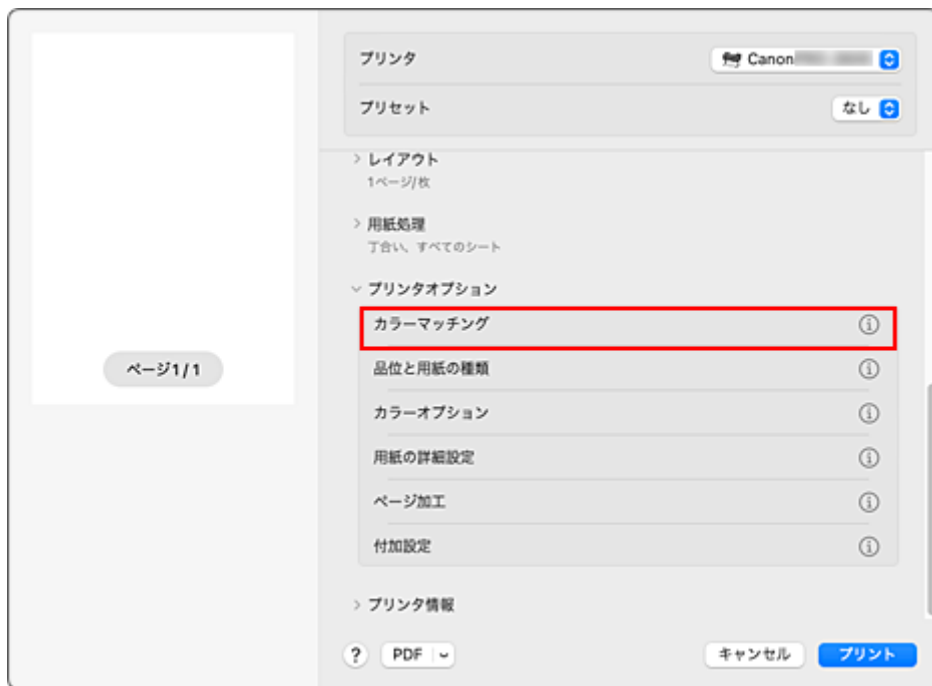 プリンタ
Canon
プリセット
なし
レイアウト
1ページ/枚
用紙処理
丁合い、すべてのシート
プリンタオプション
カラーマッチング
品位と用紙の種類
カラーオプション
用紙の詳細設定
ページ加工
付加設定
プリンタ情報
ページ1/1
? PDF キャンセル プリント